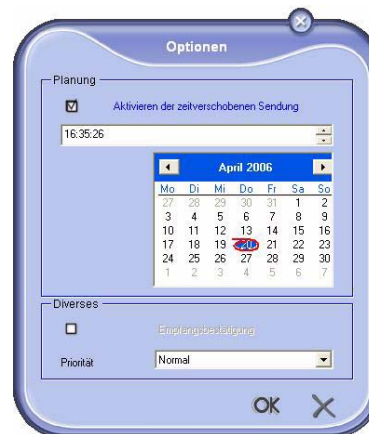 Optionen
Planung
Aktivieren der zeitverschobenen Sendung
16:35:26
April 2006
Mo Di Mi Do Fr Sa So
27 28 29 30 31 1 2
3 4 5 6 7 8 9
10 11 12 13 14 15 16
17 18 19 20 21 22 23
24 25 26 27 28 29 30
1 2 3 4 5 6 7
Diverses
Empfangsbestätigung
Priorität Normal
OK